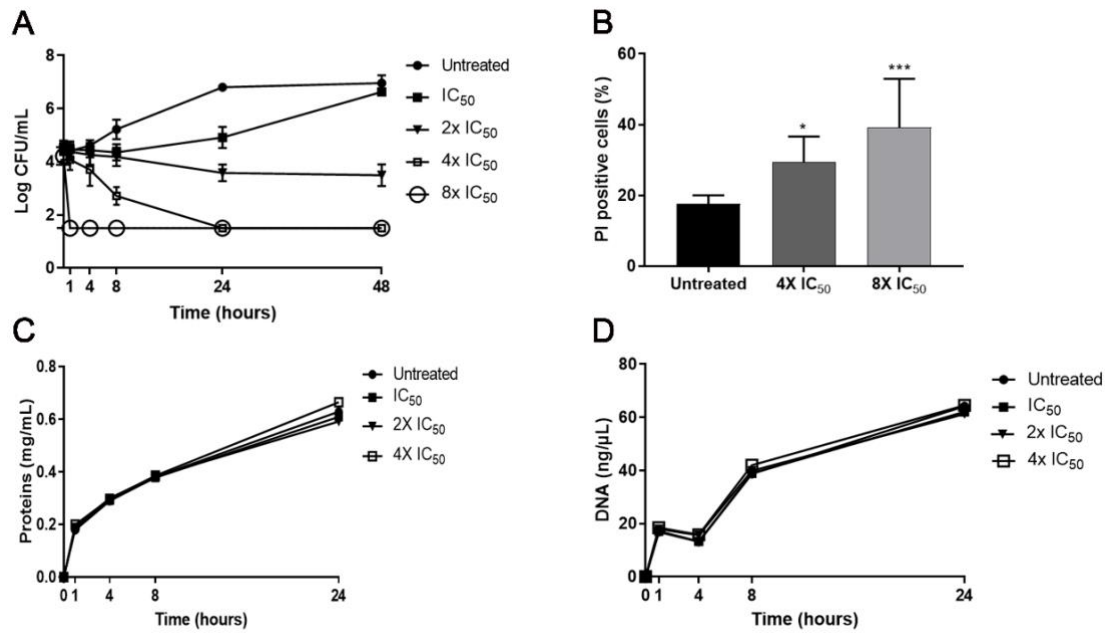 A
Log CFU/mL
8
6
4
2
0
1 4 8 24 48
Time (hours)
Untreated
IC50
2x IC50
4x IC50
8x IC50
B
PI positive cells (%)
60
40
20
0
*
***
Untreated 4X IC50 8X IC50
C
Proteins (mg/mL)
0.8
0.6
0.4
0.2
0.0
0 1 4 8 24
Time (hours)
Untreated
IC50
2X IC50
4X IC50
D
DNA (ng/µL)
80
60
40
20
0
0 1 4 8 24
Time (hours)
Untreated
IC50
2x IC50
4x IC50